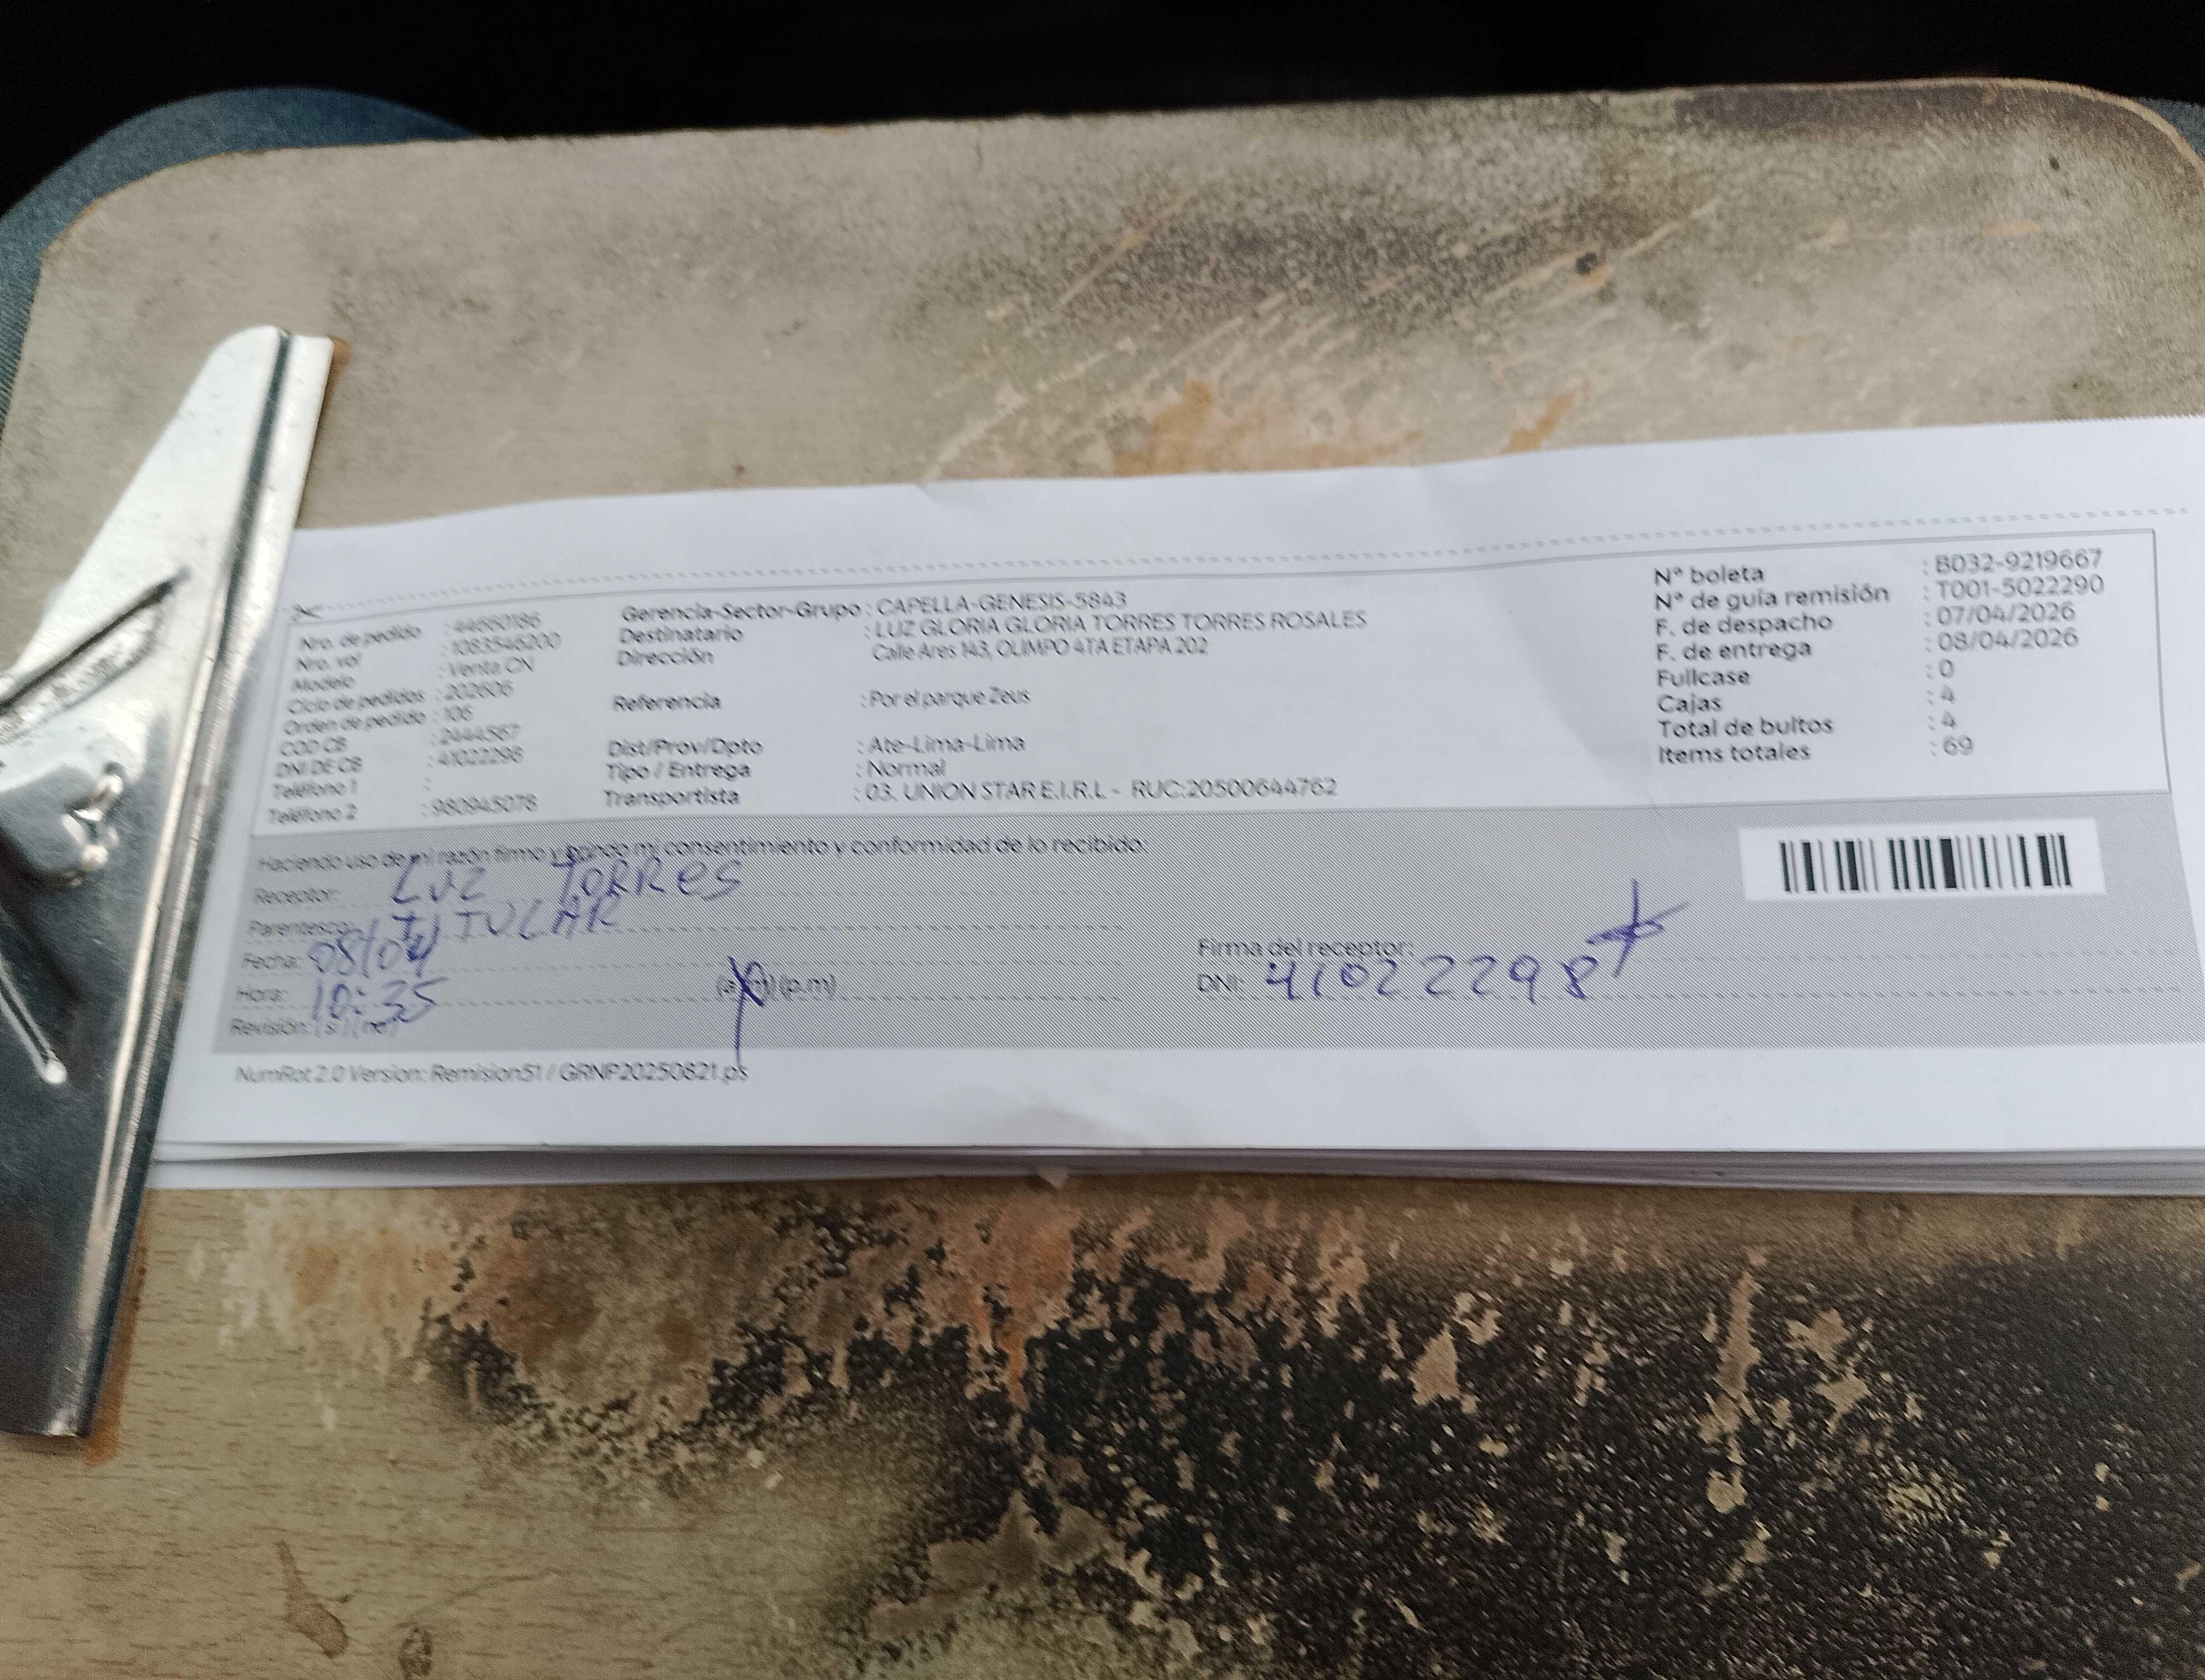 Nro. de pedido : 44660186
Nro. vol : 1083546200
Modelo : Venta CN
Ciclo de pedidos : 202606
Orden de pedido : 106
COD CB : 2444567
DNI DE CB : 41022298
Teléfono 1 :
Teléfono 2 : 980945078
Gerencia-Sector-Grupo : CAPELLA-GENESIS-5843
Destinatario : LUZ GLORIA GLORIA TORRES TORRES ROSALES
Dirección Calle Ares 143, OLIMPO 4TA ETAPA 202
Referencia : Por el parque Zeus
Dist/Prov/Dpto : Ate-Lima-Lima
Tipo / Entrega : Normal
Transportista : 03. UNION STAR E.I.R.L - RUC:20500644762
N° boleta : B032-9219667
N° de guía remisión : T001-5022290
F. de despacho : 07/04/2026
F. de entrega : 08/04/2026
Fullcase : 0
Cajas : 4
Total de bultos : 4
Items totales : 69
Haciendo uso de mi razón firmo y brindo mi consentimiento y conformidad de lo recibido:
Receptor: LUZ TORRES
Parentesco: TITULAR
Fecha: 08/04
Hora: 10:35 (a.m) (p.m)
Revisión: (si) (no)
Firma del receptor:
DNI: 41022298
NumRot 2.0 Version: Remision51 / GRNP20250821.ps